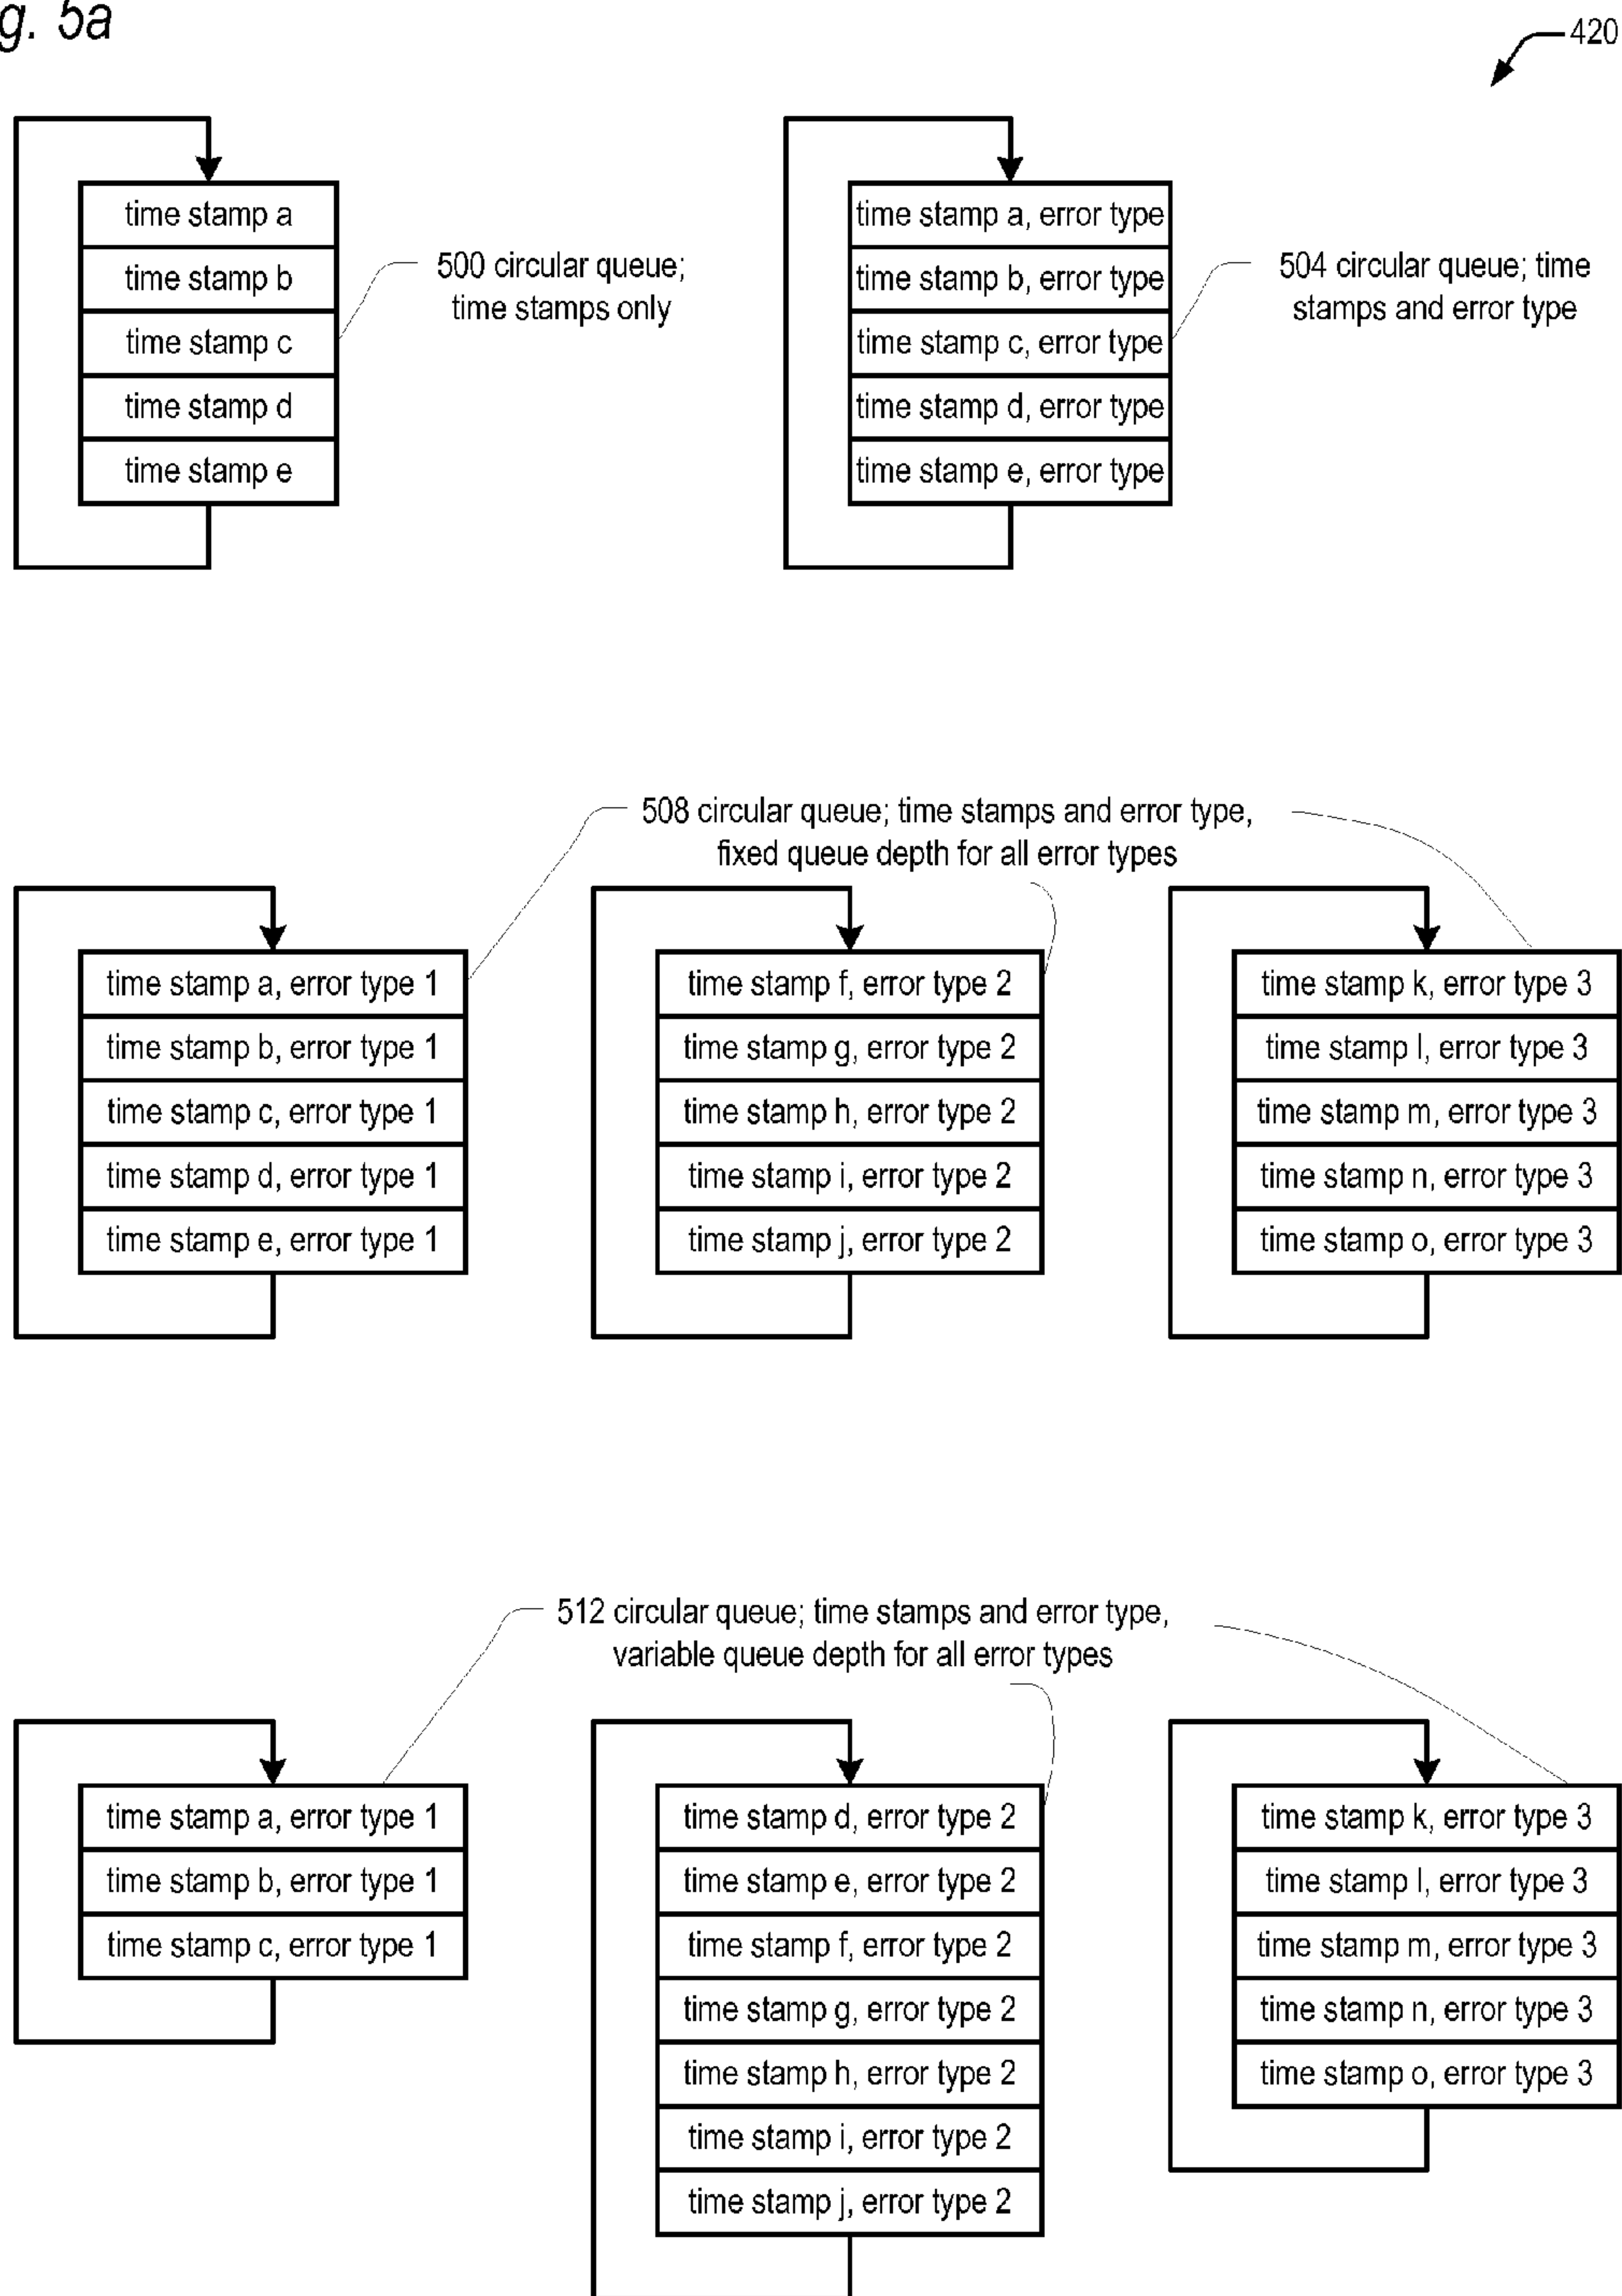 g. 5a
420
time stamp a
time stamp b
time stamp c
time stamp d
time stamp e
500 circular queue;
time stamps only
time stamp a, error type
time stamp b, error type
time stamp c, error type
time stamp d, error type
time stamp e, error type
504 circular queue; time
stamps and error type
508 circular queue; time stamps and error type,
fixed queue depth for all error types
time stamp a, error type 1
time stamp b, error type 1
time stamp c, error type 1
time stamp d, error type 1
time stamp e, error type 1
time stamp f, error type 2
time stamp g, error type 2
time stamp h, error type 2
time stamp i, error type 2
time stamp j, error type 2
time stamp k, error type 3
time stamp l, error type 3
time stamp m, error type 3
time stamp n, error type 3
time stamp o, error type 3
512 circular queue; time stamps and error type,
variable queue depth for all error types
time stamp a, error type 1
time stamp b, error type 1
time stamp c, error type 1
time stamp d, error type 2
time stamp e, error type 2
time stamp f, error type 2
time stamp g, error type 2
time stamp h, error type 2
time stamp i, error type 2
time stamp j, error type 2
time stamp k, error type 3
time stamp l, error type 3
time stamp m, error type 3
time stamp n, error type 3
time stamp o, error type 3